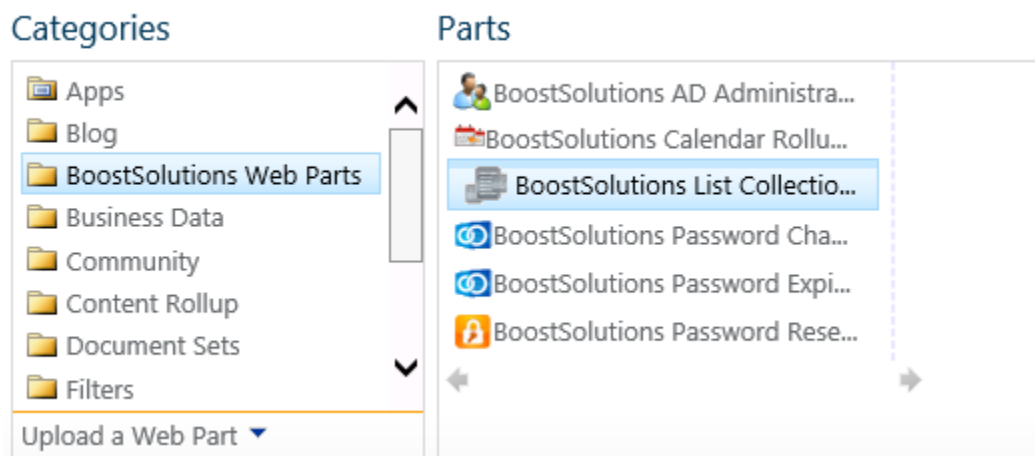 Categories
Parts
Apps
Blog
BoostSolutions Web Parts
Business Data
Community
Content Rollup
Document Sets
Filters
Upload a Web Part
BoostSolutions AD Administra...
BoostSolutions Calendar Rollu...
BoostSolutions List Collectio...
BoostSolutions Password Cha...
BoostSolutions Password Expi...
BoostSolutions Password Rese...